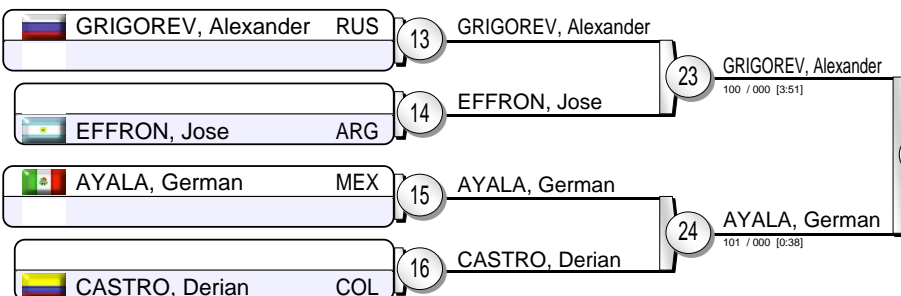 GRIGOREV, Alexander RUS
13
GRIGOREV, Alexander
23
GRIGOREV, Alexander
100 / 000 [3:51]
EFFRON, Jose ARG
14
EFFRON, Jose
AYALA, German MEX
15
AYALA, German
24
AYALA, German
101 / 000 [0:38]
CASTRO, Derian COL
16
CASTRO, Derian